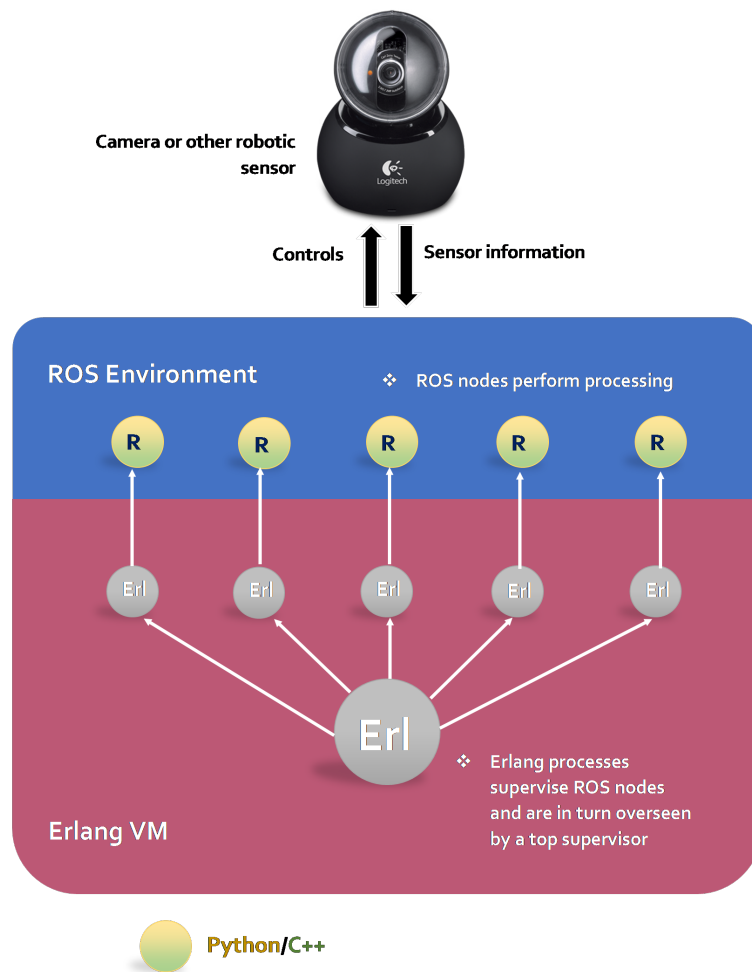 Camera or other robotic
sensor
Logitech
Controls
Sensor information
ROS Environment
❖ ROS nodes perform processing
R
R
R
R
R
Erl
Erl
Erl
Erl
Erl
Erl
❖ Erlang processes
supervise ROS nodes
and are in turn overseen
by a top supervisor
Erlang VM
Python/C++